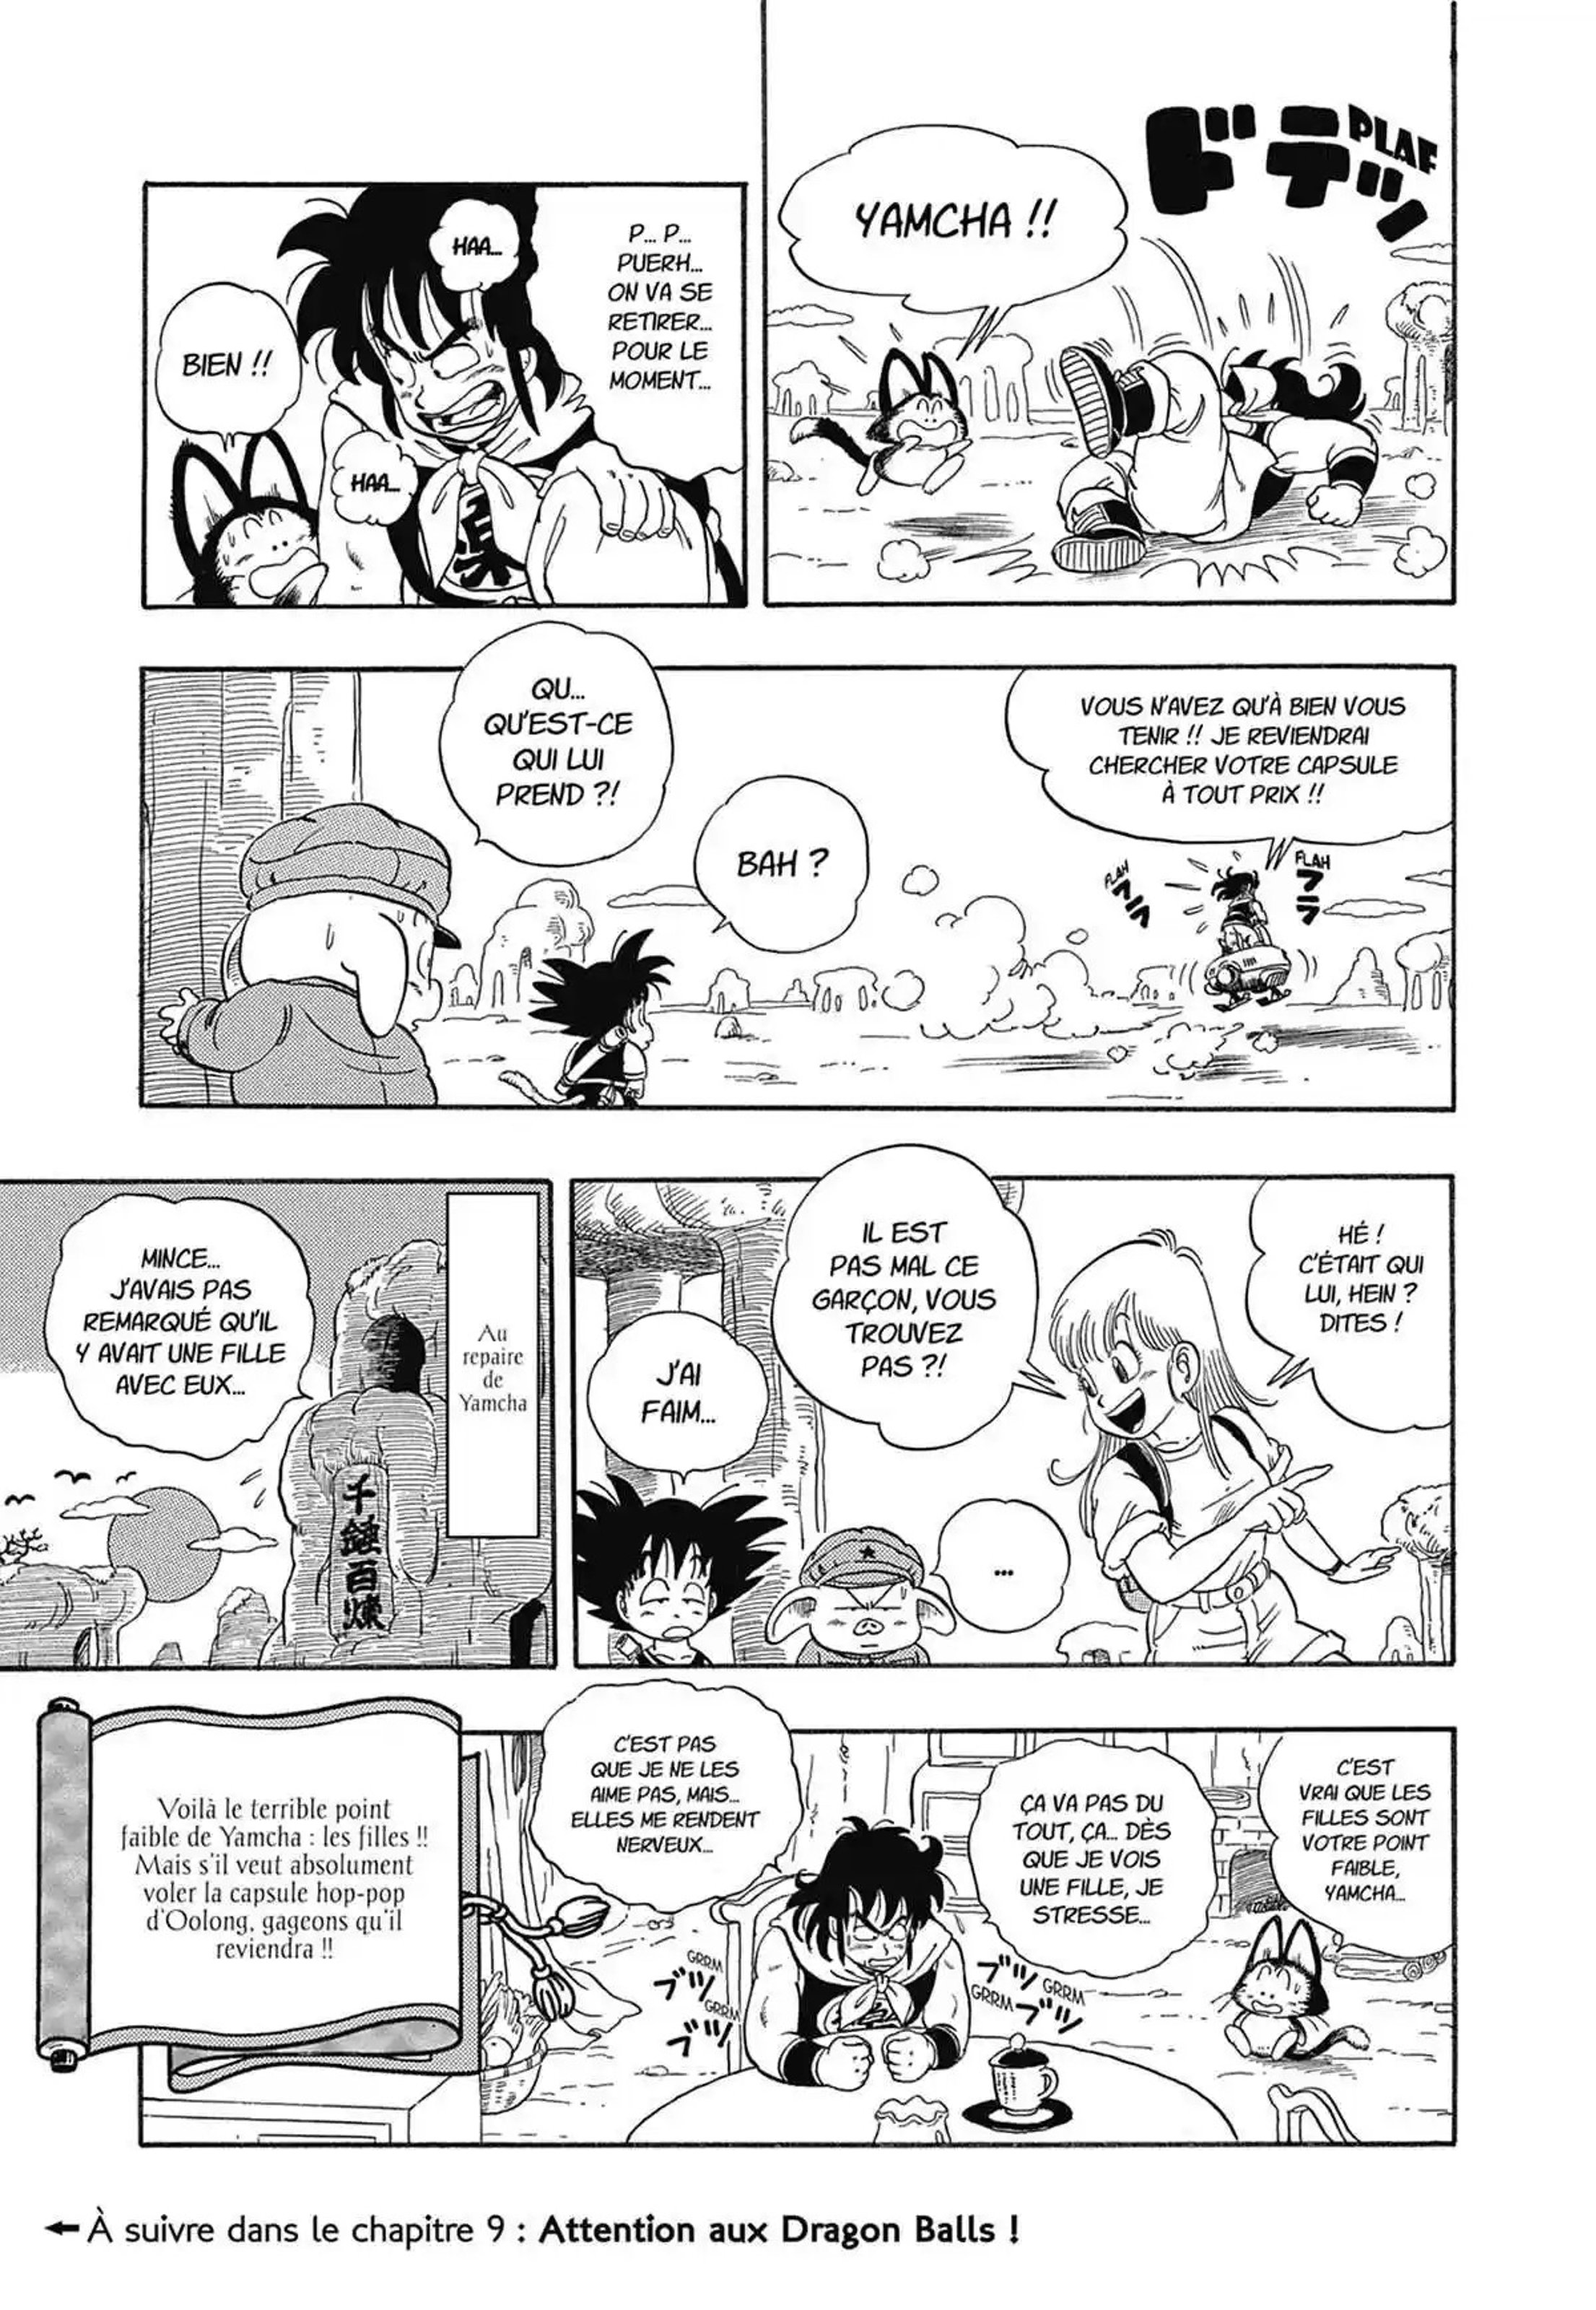 ドテッ
PLAF
YAMCHA !!
P... P...
PUERH...
ON VA SE
RETIRER...
POUR LE
MOMENT...
HAA...
HAA...
BIEN !!
VOUS N'AVEZ QU'À BIEN VOUS
TENIR !! JE REVIENDRAI
CHERCHER VOTRE CAPSULE
À TOUT PRIX !!
FLAH
フラ
FLAH
フラ
BAH ?
QU...
QU'EST-CE
QUI LUI
PREND ?!
HÉ !
C'ÉTAIT QUI
LUI, HEIN ?
DITES !
IL EST
PAS MAL CE
GARÇON, VOUS
TROUVEZ
PAS ?!
...
J'AI
FAIM...
Au
repaire
de
Yamcha
MINCE...
J'AVAIS PAS
REMARQUÉ QU'IL
Y AVAIT UNE FILLE
AVEC EUX...
千錘百煉
C'EST
VRAI QUE LES
FILLES SONT
VOTRE POINT
FAIBLE,
YAMCHA...
ÇA VA PAS DU
TOUT, ÇA... DÈS
QUE JE VOIS
UNE FILLE, JE
STRESSE...
ブツ
GRRM
GRRM
ブツ
C'EST PAS
QUE JE NE LES
AIME PAS, MAIS...
ELLES ME RENDENT
NERVEUX...
GRRM
ブツ
GRRM
ブツ
Voilà le terrible point
faible de Yamcha : les filles !!
Mais s'il veut absolument
voler la capsule hop-pop
d'Oolong, gageons qu'il
reviendra !!
← À suivre dans le chapitre 9 : Attention aux Dragon Balls !